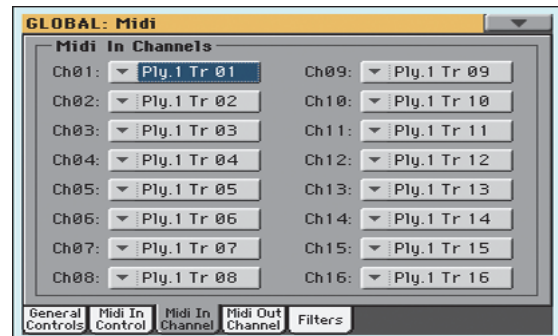 GLOBAL: Midi
Midi In Channels
Ch01: Ply.1 Tr 01
Ch02: Ply.1 Tr 02
Ch03: Ply.1 Tr 03
Ch04: Ply.1 Tr 04
Ch05: Ply.1 Tr 05
Ch06: Ply.1 Tr 06
Ch07: Ply.1 Tr 07
Ch08: Ply.1 Tr 08
Ch09: Ply.1 Tr 09
Ch10: Ply.1 Tr 10
Ch11: Ply.1 Tr 11
Ch12: Ply.1 Tr 12
Ch13: Ply.1 Tr 13
Ch14: Ply.1 Tr 14
Ch15: Ply.1 Tr 15
Ch16: Ply.1 Tr 16
General
Controls
Midi In
Control
Midi In
Channel
Midi Out
Channel
Filters